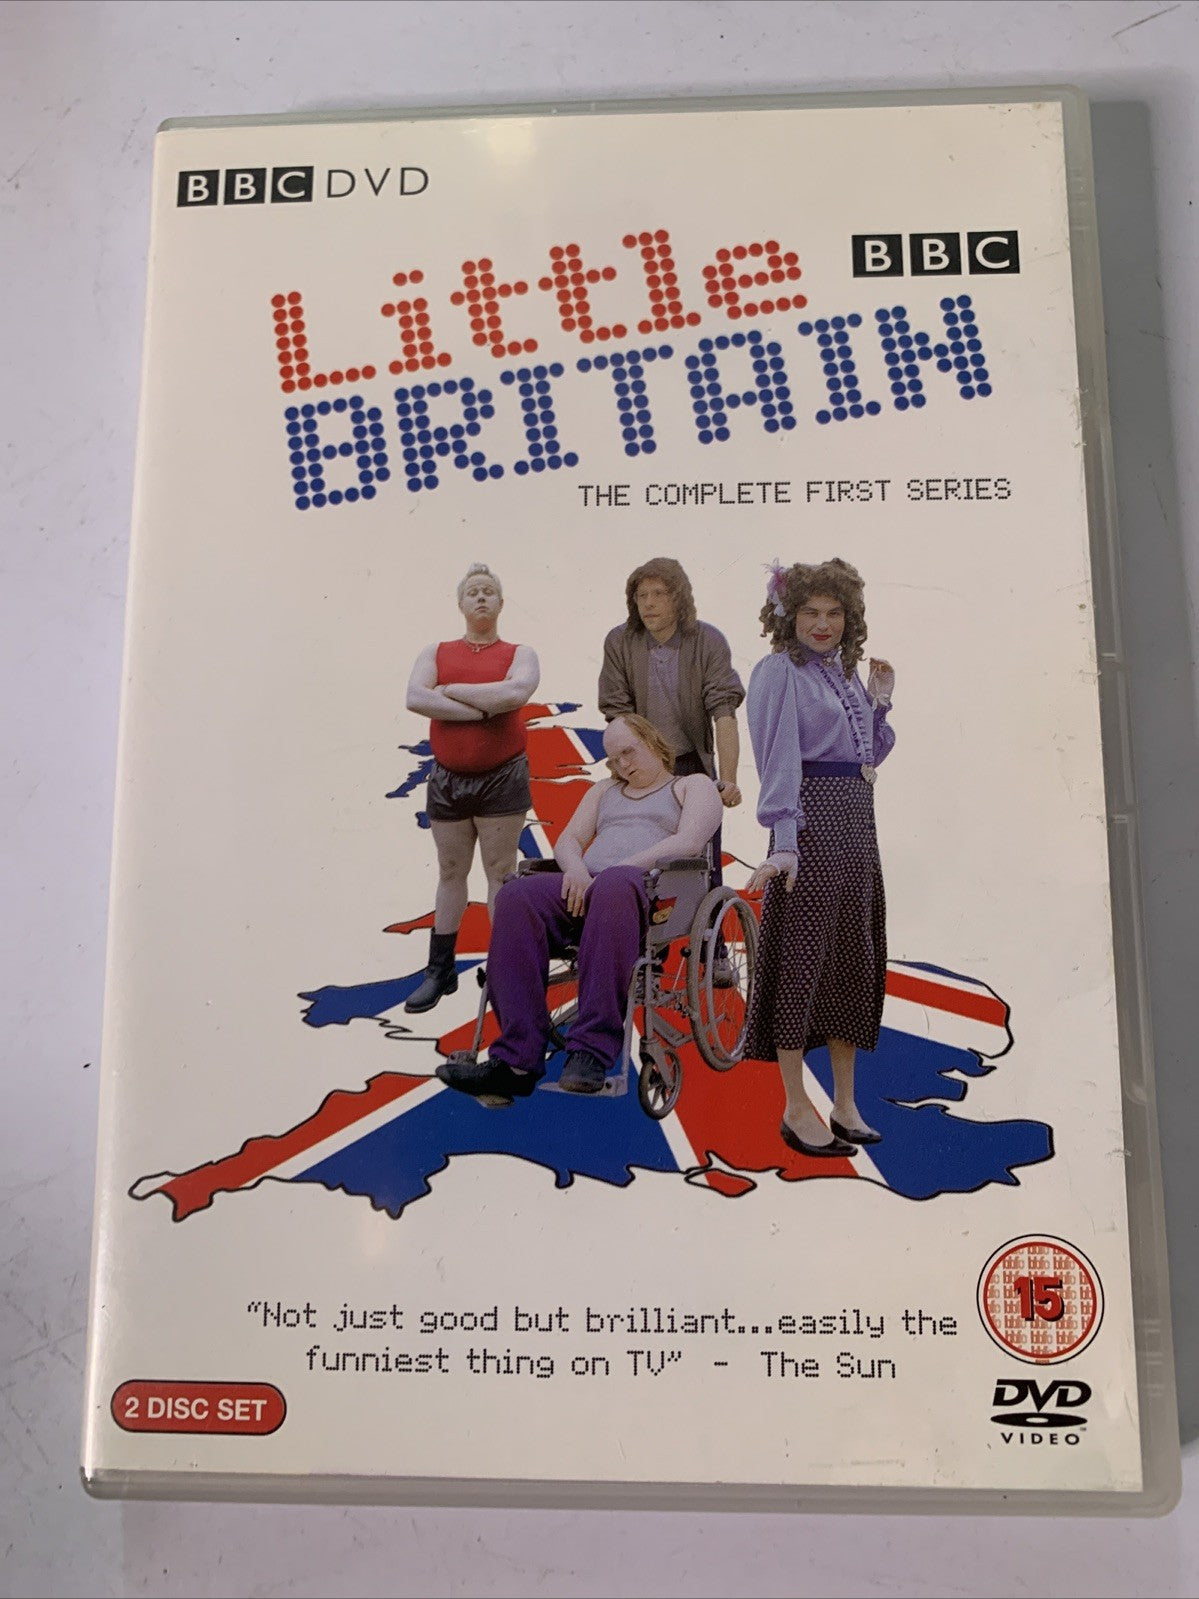 BBC DVD
Little BBC
BRITAIN
THE COMPLETE FIRST SERIES
"Not just good but brilliant...easily the
funniest thing on TV" - The Sun
2 DISC SET
bbfc
15
DVD
VIDEO